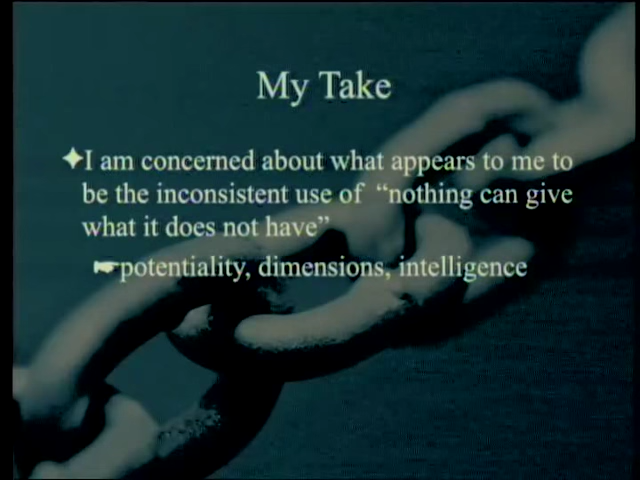 My Take
I am concerned about what appears to me to
be the inconsistent use of “nothing can give
what it does not have”
potentiality, dimensions, intelligence